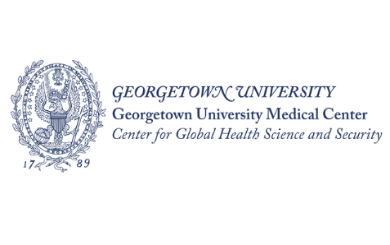 GEORGETOWN UNIVERSITY
Georgetown University Medical Center
Center for Global Health Science and Security
17 89